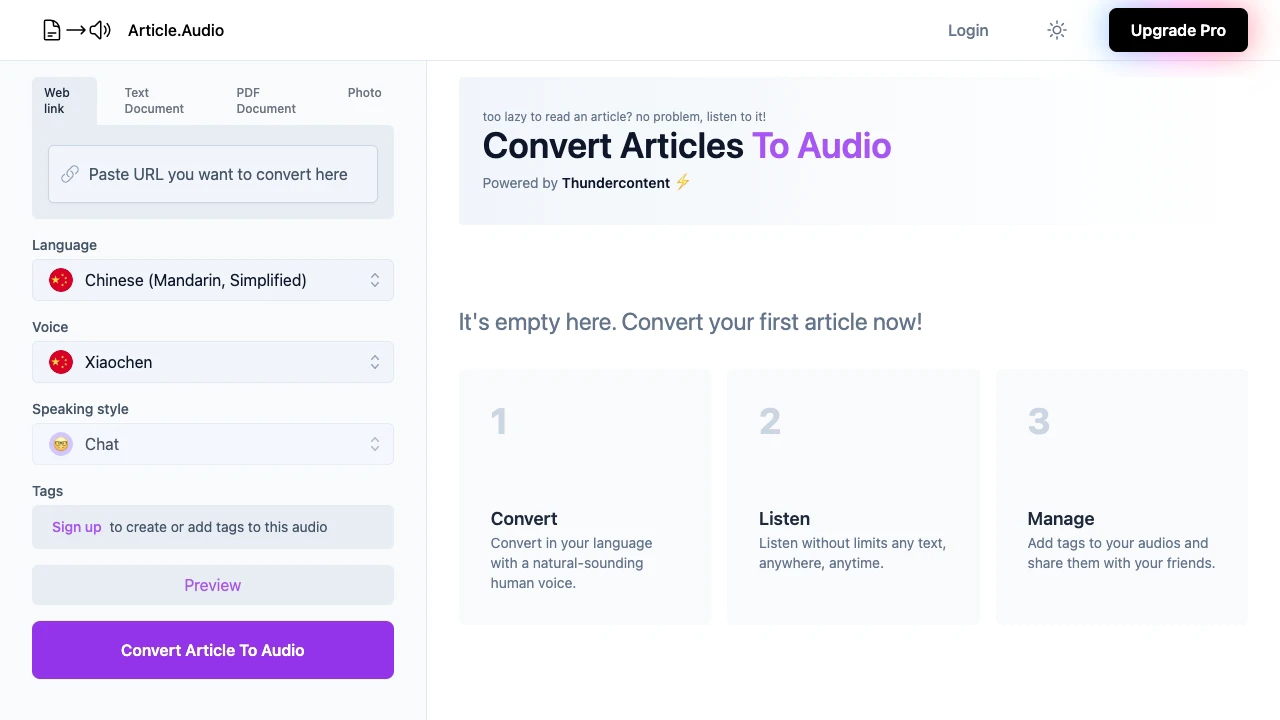 Article.Audio
Login
Upgrade Pro
Web
link
Text
Document
PDF
Document
Photo
Paste URL you want to convert here
Language
Chinese (Mandarin, Simplified)
Voice
Xiaochen
Speaking style
Chat
Tags
Sign up to create or add tags to this audio
Preview
Convert Article To Audio
too lazy to read an article? no problem, listen to it!
Convert Articles To Audio
Powered by Thundercontent ⚡
It's empty here. Convert your first article now!
1
Convert
Convert in your language
with a natural-sounding
human voice.
2
Listen
Listen without limits any text,
anywhere, anytime.
3
Manage
Add tags to your audios and
share them with your friends.